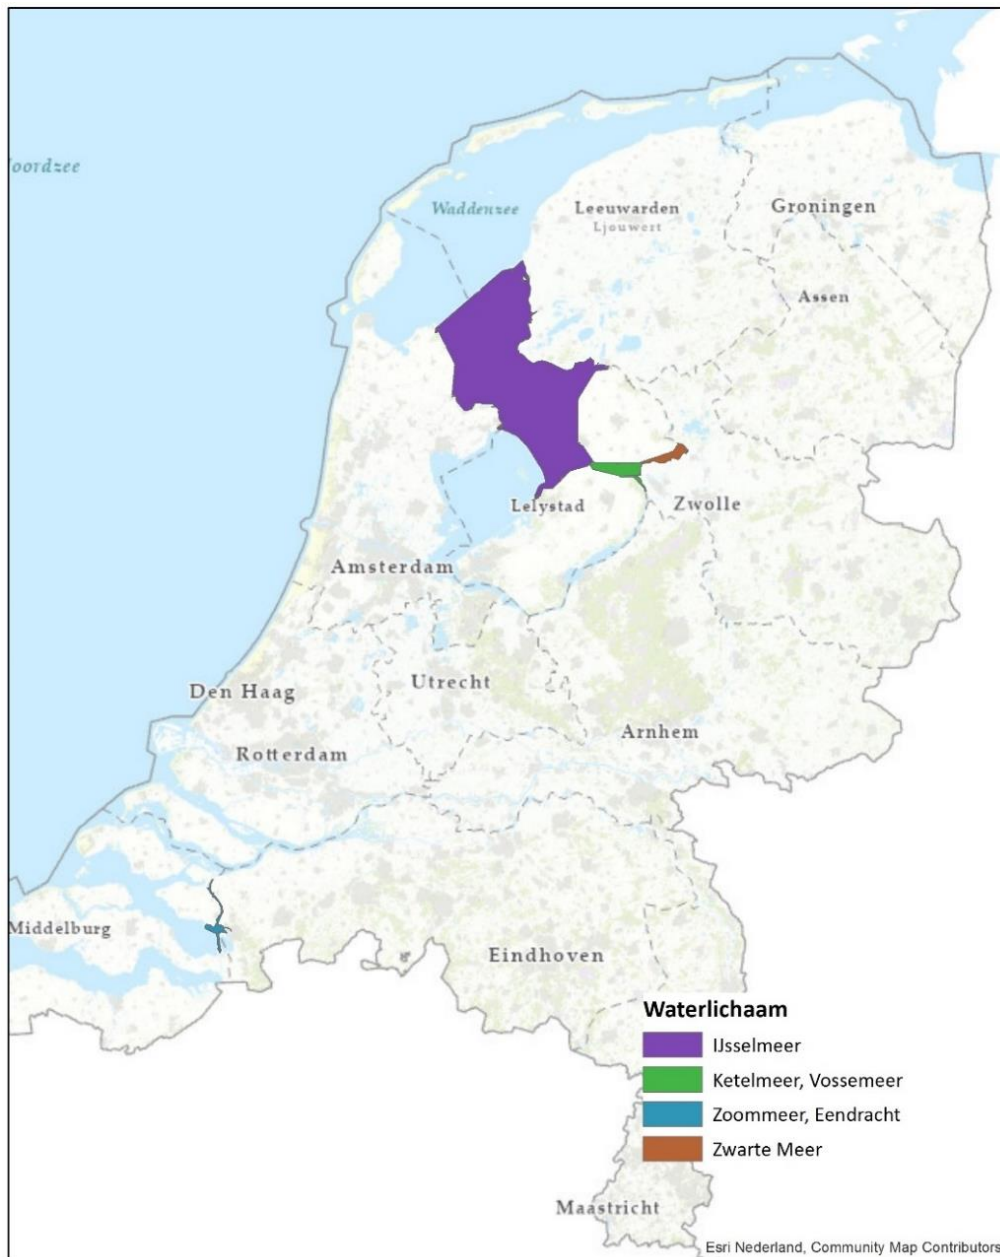 oordzee
Waddenzee
Leeuwarden
Ljouwert
Groningen
Assen
Lelystad
Zwolle
Amsterdam
Utrecht
Den Haag
Arnhem
Rotterdam
Middelburg
Eindhoven
Waterlichaam
IJsselmeer
Ketelmeer, Vossemeer
Zoommeer, Eendracht
Zwarte Meer
Maastricht
Esri Nederland, Community Map Contributors